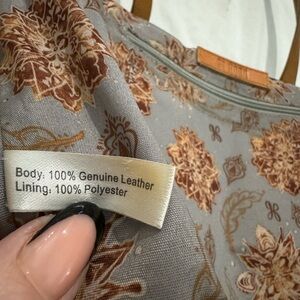 Body: 100% Genuine Leather
Lining: 100% Polyester